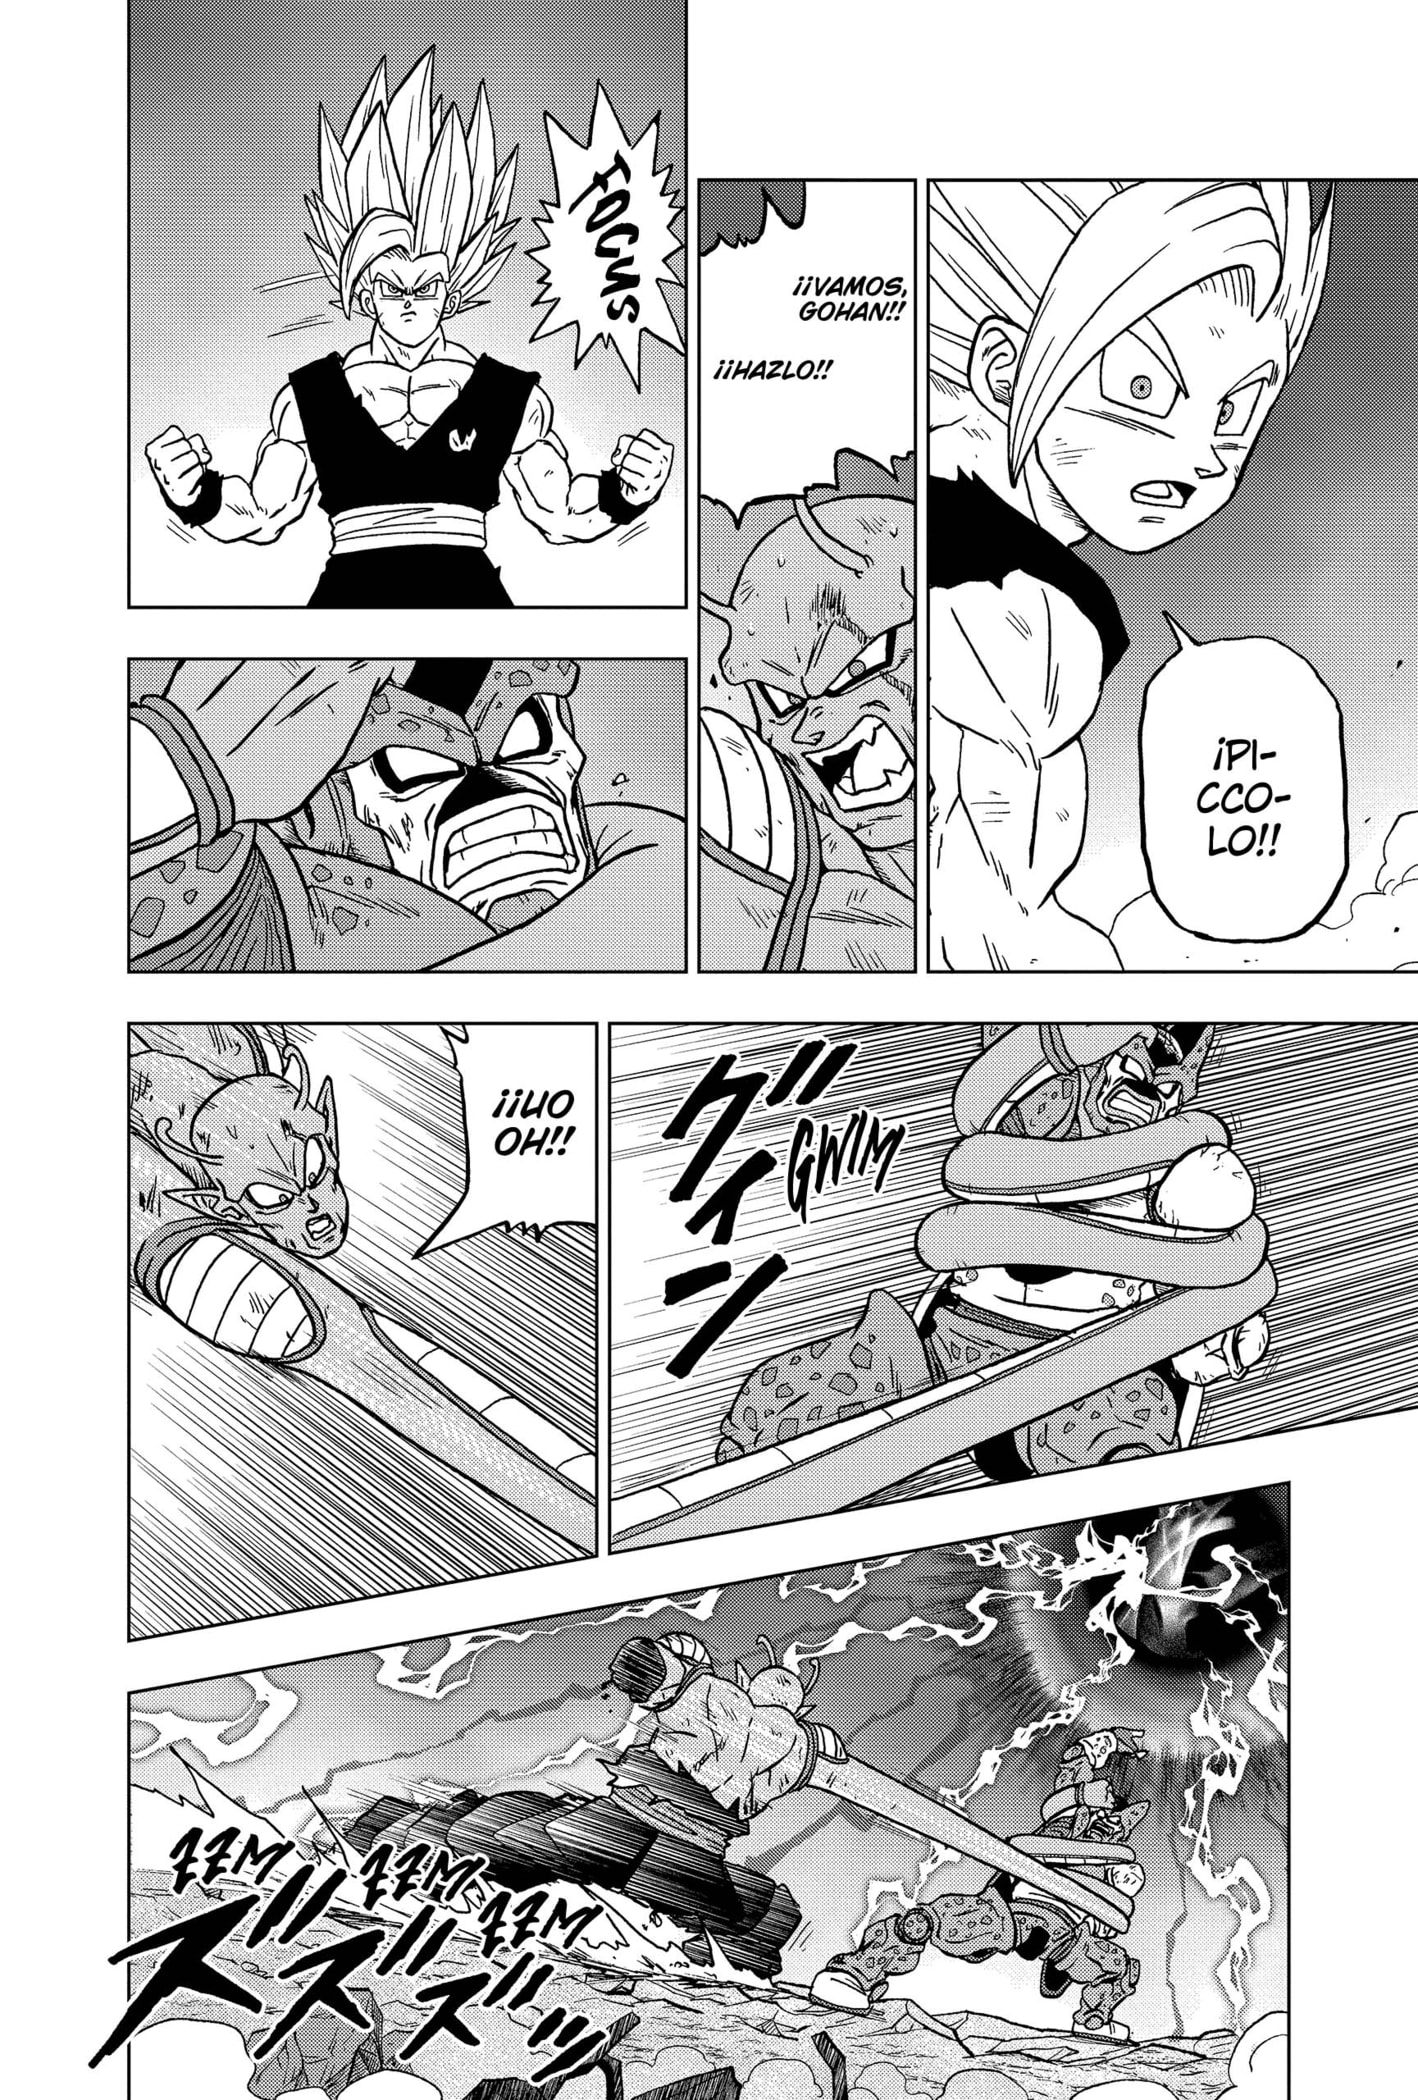 ¡PI-
CCO-
LO!!
¡¡VAMOS,
GOHAN!!
¡¡HAZLO!!
FOCUS
グイン
GWIM
¡¡UO
OH!!
ZZM
ZZM
ZZM
ズズズッ